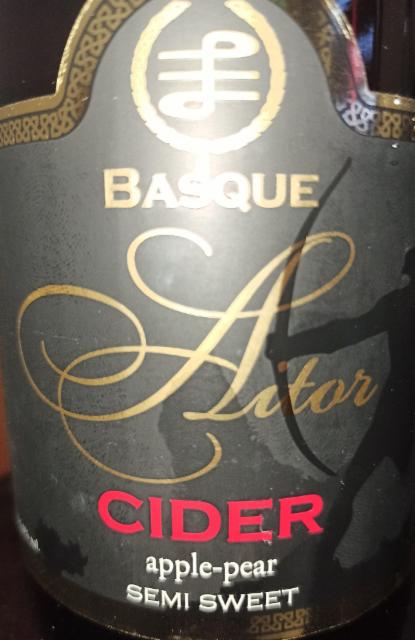 BASQUE
Aitor
CIDER
apple-pear
SEMI SWEET